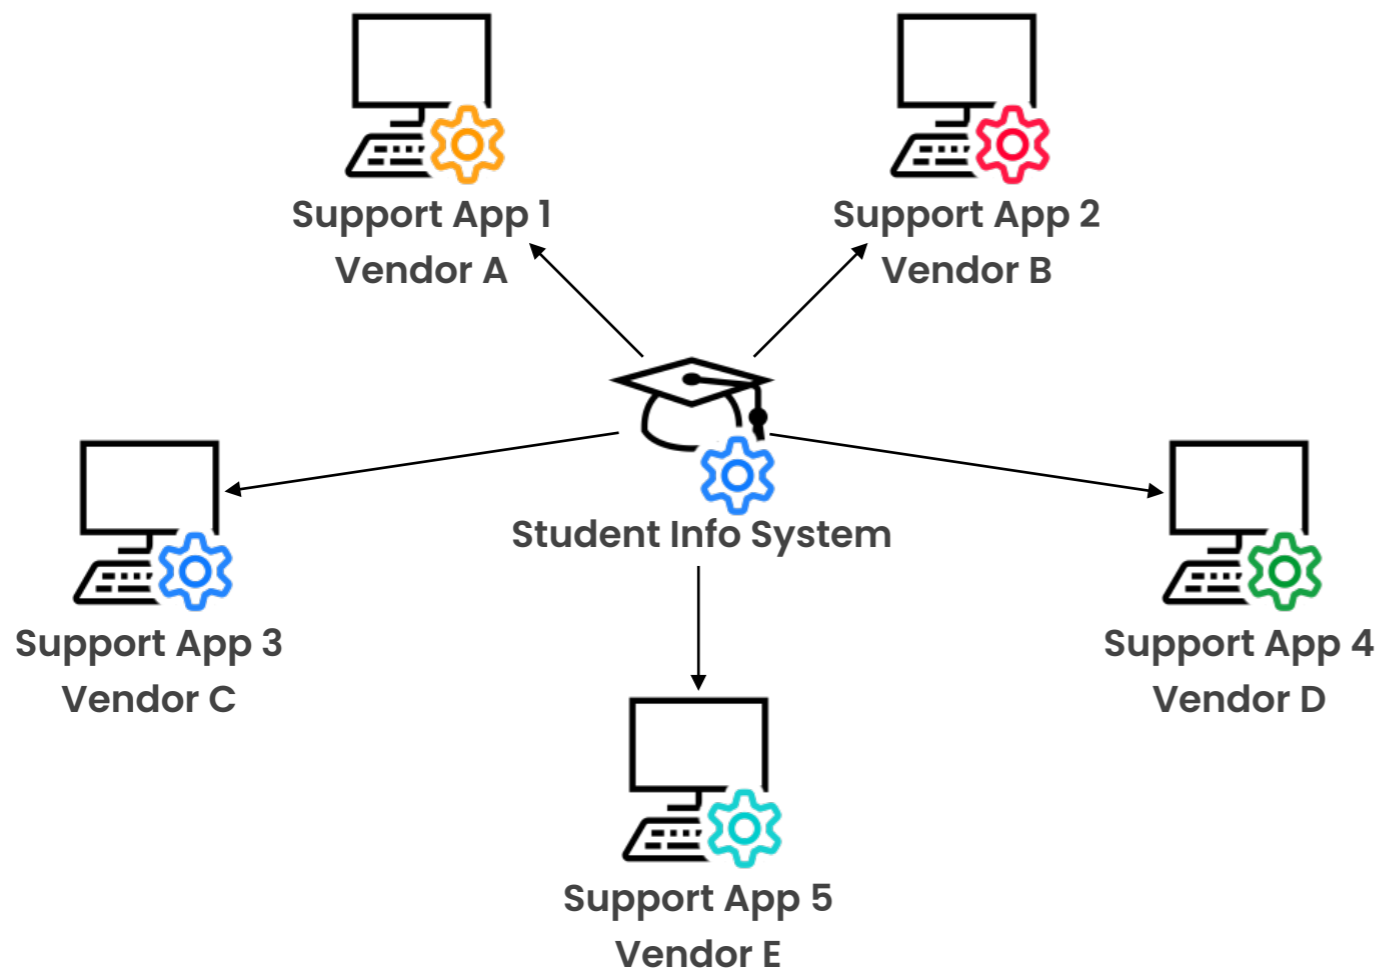 Support App 1
Vendor A
Support App 2
Vendor B
Student Info System
Support App 3
Vendor C
Support App 4
Vendor D
Support App 5
Vendor E